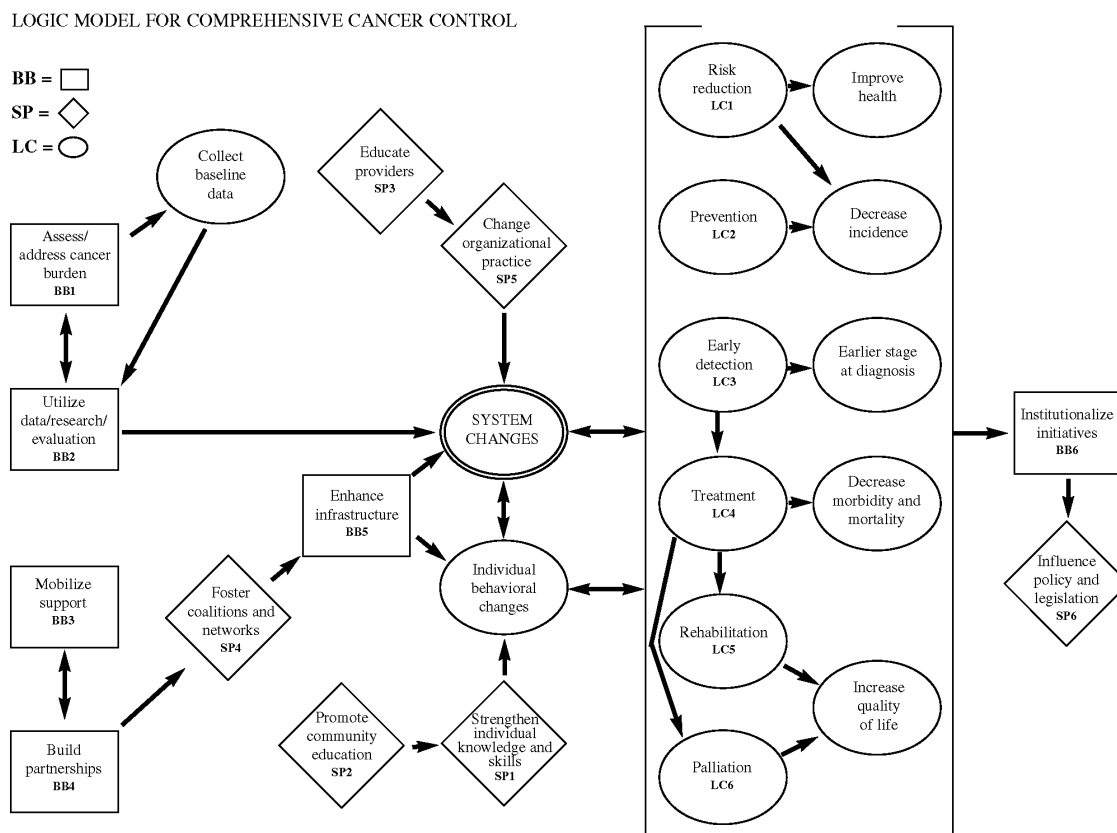 LOGIC MODEL FOR COMPREHENSIVE CANCER CONTROL
BB =
SP =
LC =
Collect
baseline
data
Assess/
address cancer
burden
BB1
Utilize
data/research/
evaluation
BB2
Mobilize
support
BB3
Build
partnerships
BB4
Foster
coalitions and
networks
SP4
Enhance
infrastructure
BB5
Educate
providers
SP3
Change
organizational
practice
SP5
SYSTEM
CHANGES
Individual
behavioral
changes
Promote
community
education
SP2
Strengthen
individual
knowledge and
skills
SP1
Risk
reduction
LC1
Improve
health
Prevention
LC2
Decrease
incidence
Early
detection
LC3
Earlier stage
at diagnosis
Treatment
LC4
Decrease
morbidity and
mortality
Rehabilitation
LC5
Increase
quality
of life
Palliation
LC6
Institutionalize
initiatives
BB6
Influence
policy and
legislation
SP6